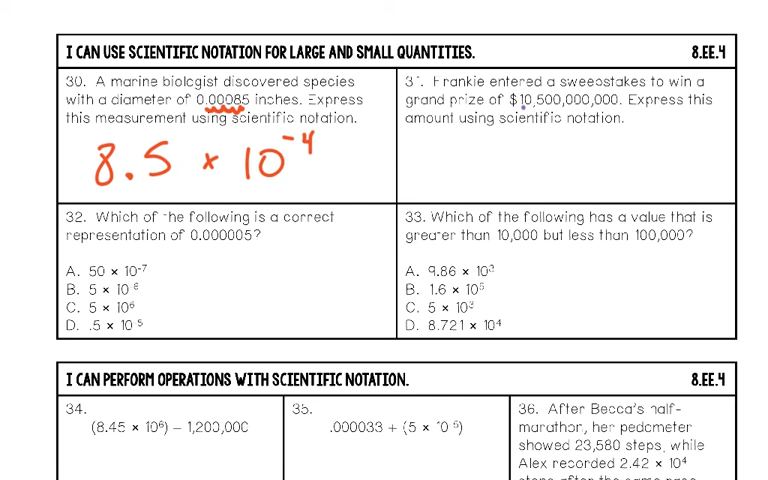 I CAN USE SCIENTIFIC NOTATION FOR LARGE AND SMALL QUANTITIES. 8.EE.4
30. A marine biologist discovered species
with a diameter of 0.00085 inches. Express
this measurement using scientific notation.
8.5 × 10⁻⁴
31. Frankie entered a sweepstakes to win a
grand prize of $10,500,000,000. Express this
amount using scientific notation.
32. Which of the following is a correct
representation of 0.000005?
A. 50 × 10⁻⁷
B. 5 × 10⁻⁶
C. 5 × 10⁶
D. .5 × 10⁻⁵
33. Which of the following has a value that is
greater than 10,000 but less than 100,000?
A. 9.86 × 10³
B. 1.6 × 10⁵
C. 5 × 10³
D. 8.721 × 10⁴
I CAN PERFORM OPERATIONS WITH SCIENTIFIC NOTATION. 8.EE.4
34.
(8.45 × 10⁶) − 1,200,000
35.
.000033 + (5 × 10⁻⁵)
36. After Becca's half-
marathon, her pedometer
showed 23,580 steps, while
Alex recorded 2.42 × 10⁴
steps after the same race.